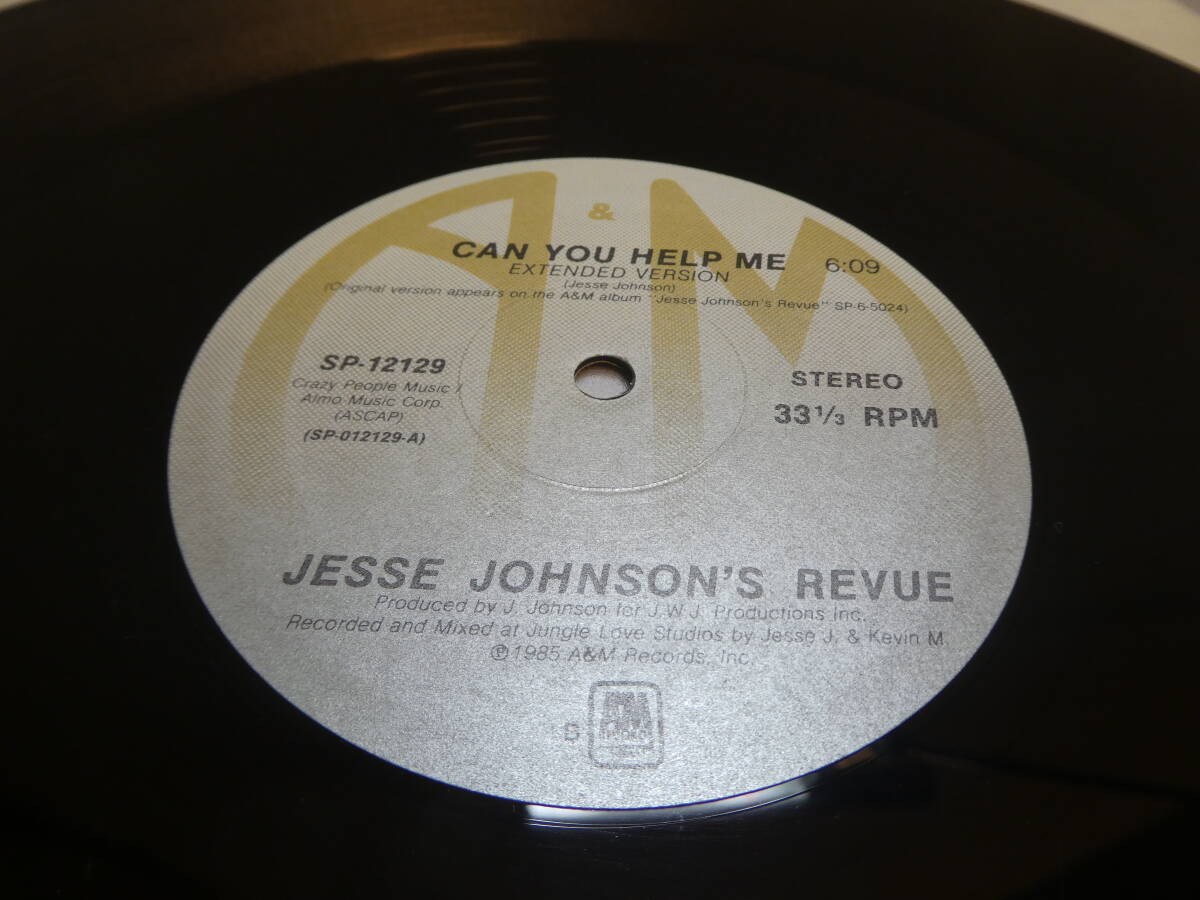 A & M
CAN YOU HELP ME 6:09
EXTENDED VERSION
(Jesse Johnson)
(Original version appears on the A&M album "Jesse Johnson's Revue" SP-6-5024)
SP-12129
Crazy People Music /
Almo Music Corp.
(ASCAP)
(SP-012129-A)
STEREO
33 1/3 RPM
JESSE JOHNSON'S REVUE
Produced by J. Johnson for J.W.J. Productions Inc.
Recorded and Mixed at Jungle Love Studios by Jesse J. & Kevin M.
℗1985 A&M Records, Inc.
S